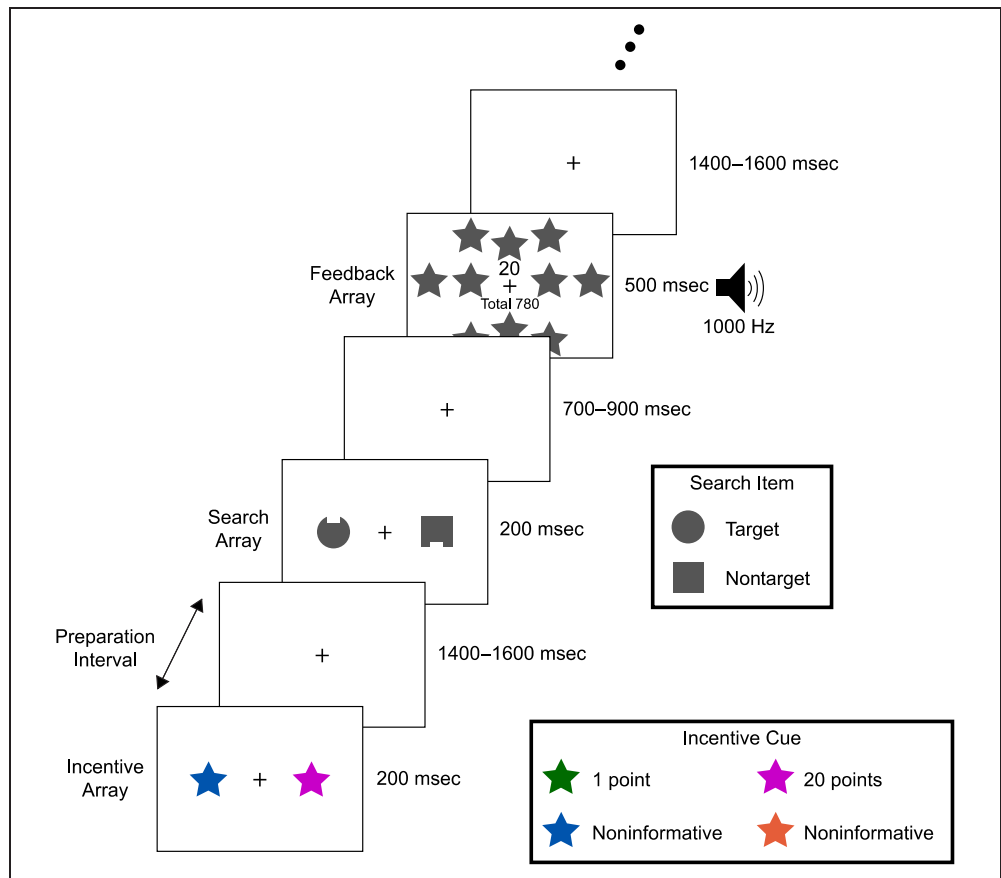 1400–1600 msec
Feedback
Array
20
+
Total 780
500 msec
1000 Hz
700–900 msec
Search
Array
200 msec
Search Item
Target
Nontarget
Preparation
Interval
1400–1600 msec
Incentive
Array
200 msec
Incentive Cue
1 point
20 points
Noninformative
Noninformative